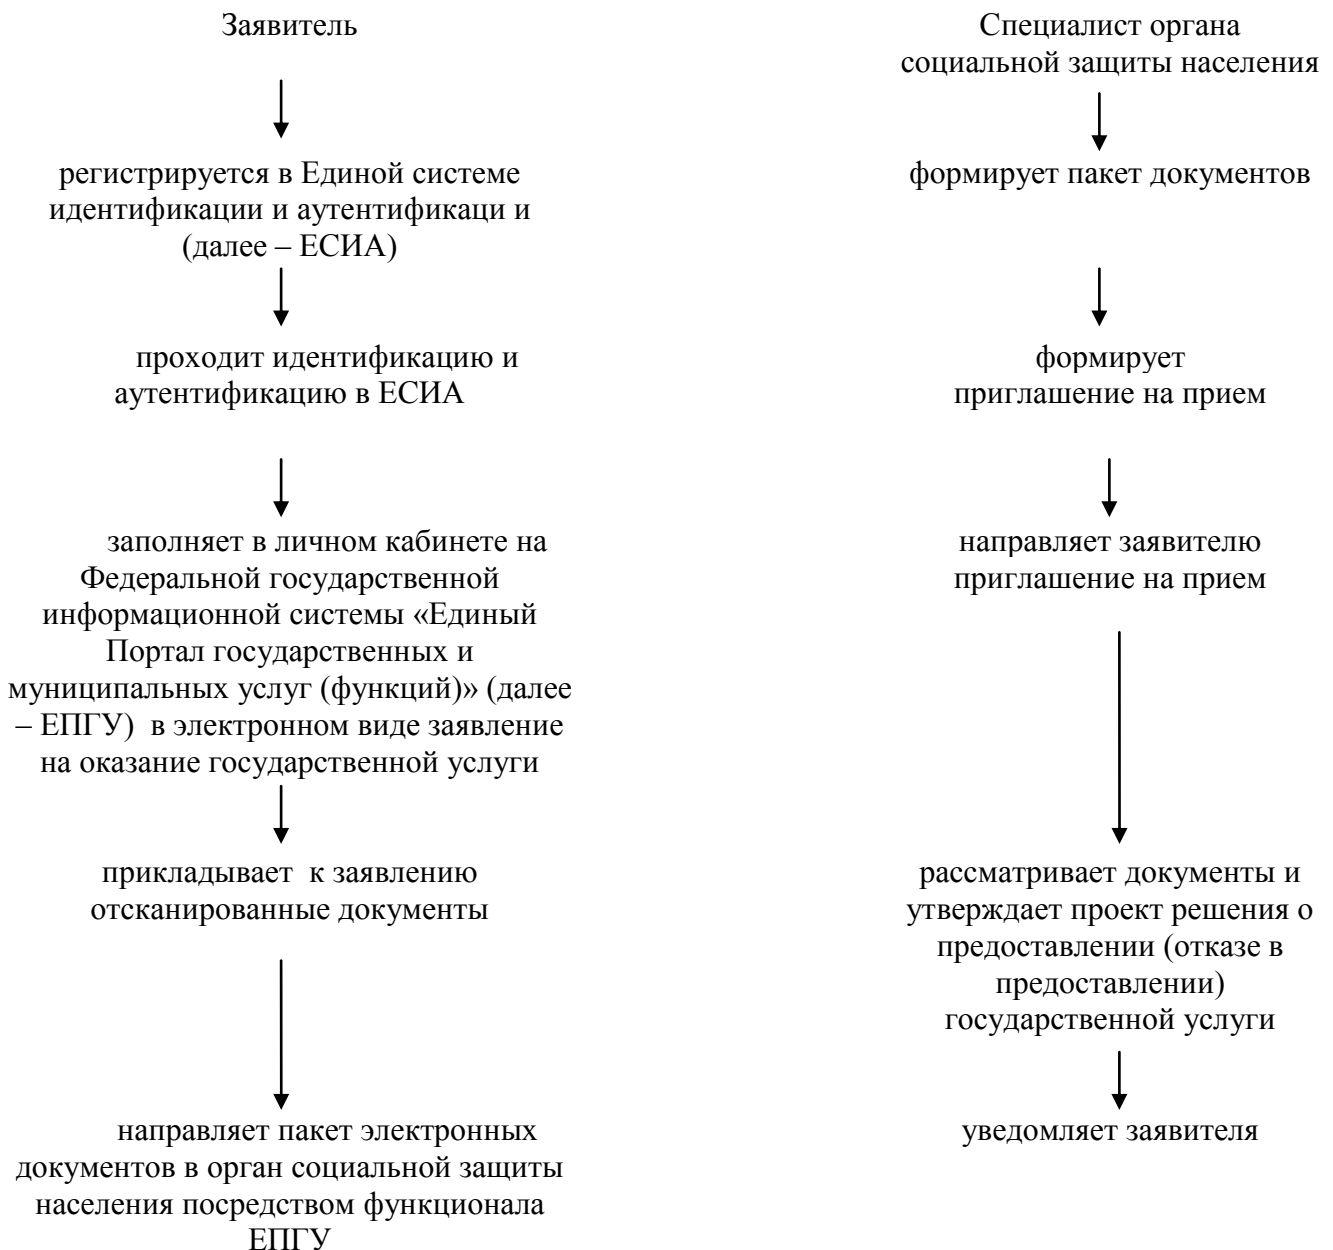 Заявитель
регистрируется в Единой системе
идентификации и аутентификаци и
(далее – ЕСИА)
проходит идентификацию и
аутентификацию в ЕСИА
заполняет в личном кабинете на
Федеральной государственной
информационной системы «Единый
Портал государственных и
муниципальных услуг (функций)» (далее
– ЕПГУ) в электронном виде заявление
на оказание государственной услуги
прикладывает к заявлению
отсканированные документы
направляет пакет электронных
документов в орган социальной защиты
населения посредством функционала
ЕПГУ
Специалист органа
социальной защиты населения
формирует пакет документов
формирует
приглашение на прием
направляет заявителю
приглашение на прием
рассматривает документы и
утверждает проект решения о
предоставлении (отказе в
предоставлении)
государственной услуги
уведомляет заявителя